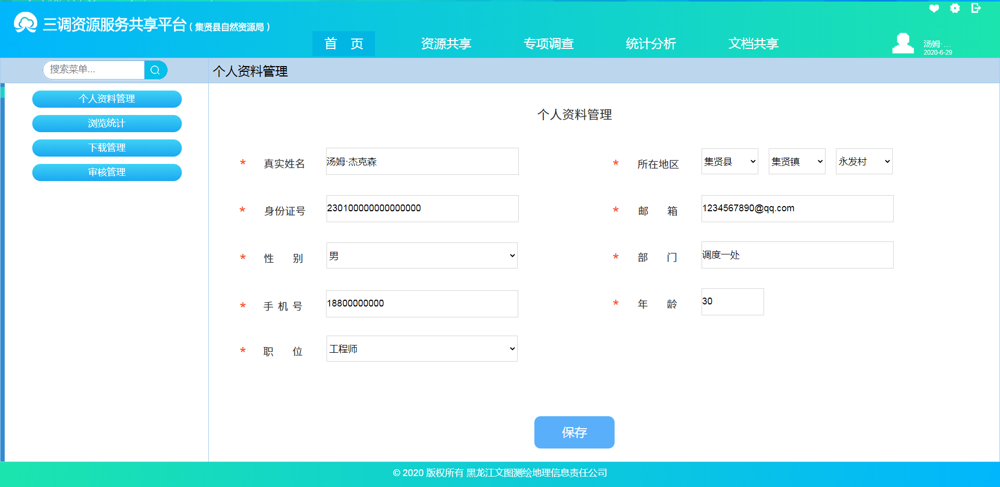 三调资源服务共享平台（集贤县自然资源局）
首 页 资源共享 专项调查 统计分析 文档共享
汤姆·...
2020-6-29
搜索菜单...
个人资料管理
个人资料管理
浏览统计
下载管理
审核管理
个人资料管理
* 真实姓名 汤姆·杰克森
* 所在地区 集贤县 集贤镇 永发村
* 身份证号 230100000000000000
* 邮 箱 1234567890@qq.com
* 性 别 男
* 部 门 调度一处
* 手 机 号 18800000000
* 年 龄 30
* 职 位 工程师
保存
© 2020 版权所有 黑龙江文图测绘地理信息责任公司